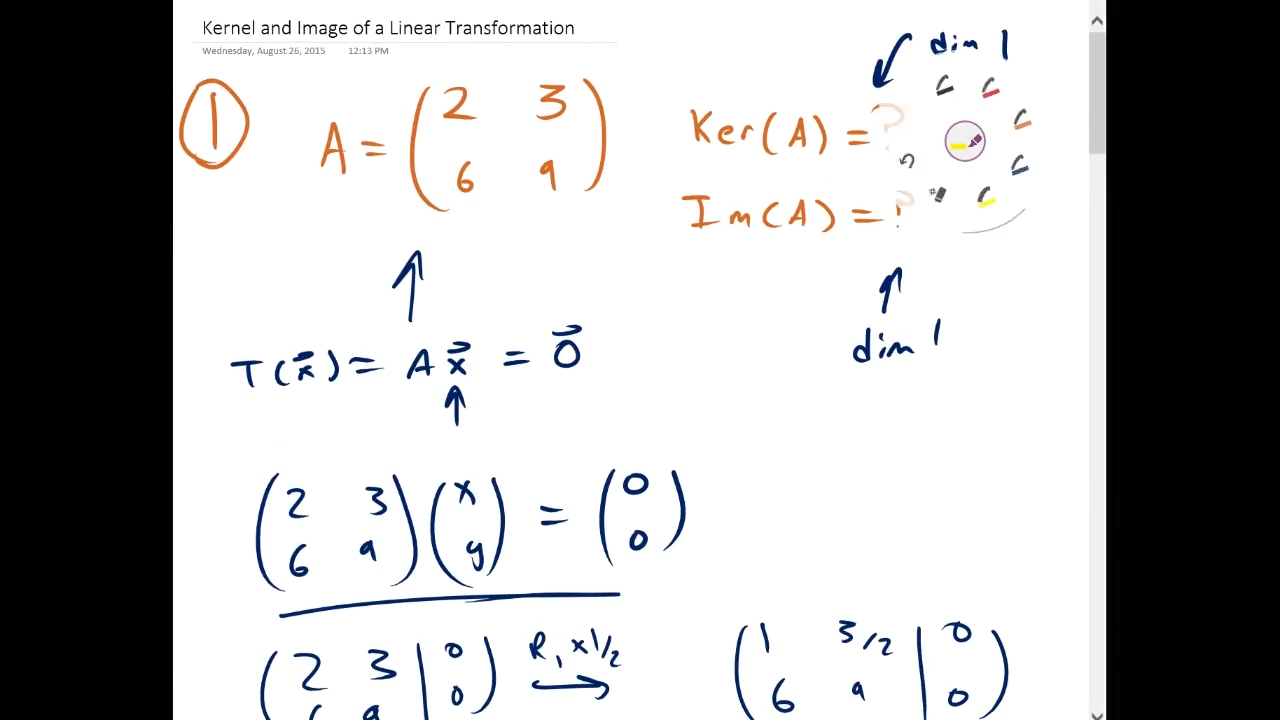 Kernel and Image of a Linear Transformation
Wednesday, August 26, 2015 12:13 PM
dim 1
① A = ( 2 3 ; 6 9 ) Ker(A) = ?
Im(A) = ?
dim 1
T(x⃗) = A x⃗ = 0⃗
( 2 3 ; 6 9 ) ( x ; y ) = ( 0 ; 0 )
( 2 3 | 0 ; 6 9 | 0 ) R₁ x 1/2 → ( 1 3/2 | 0 ; 6 9 | 0 )